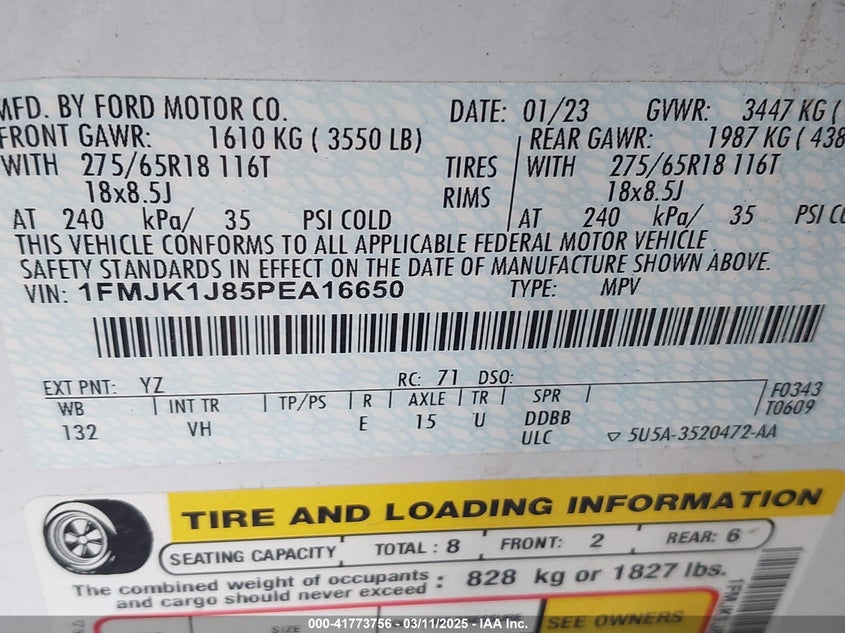 MFD. BY FORD MOTOR CO. DATE: 01/23 GVWR: 3447 KG (
FRONT GAWR: 1610 KG ( 3550 LB) REAR GAWR: 1987 KG ( 438
WITH 275/65R18 116T TIRES WITH 275/65R18 116T
18x8.5J RIMS 18x8.5J
AT 240 kPa/ 35 PSI COLD AT 240 kPa/ 35 PSI CO
THIS VEHICLE CONFORMS TO ALL APPLICABLE FEDERAL MOTOR VEHICLE
SAFETY STANDARDS IN EFFECT ON THE DATE OF MANUFACTURE SHOWN ABOVE.
VIN: 1FMJK1J85PEA16650 TYPE: MPV
EXT PNT: YZ RC: 71 DSO:
WB INT TR TP/PS R AXLE TR SPR F0343
T0609
132 VH E 15 U DDBB
ULC ▽ 5U5A-3520472-AA
TIRE AND LOADING INFORMATION
SEATING CAPACITY TOTAL : 8 FRONT: 2 REAR: 6
The combined weight of occupants and cargo should never exceed : 828 kg or 1827 lbs.
SIZE SEE OWNERS
000-41773756 - 03/11/2025 - IAA Inc.